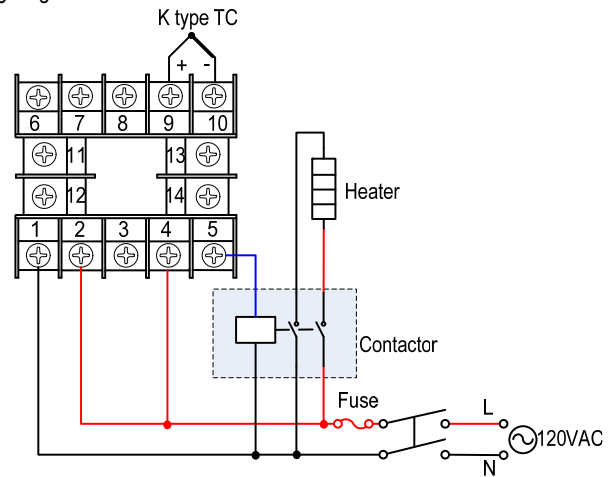 K type TC
+ -
6 7 8 9 10
11 13
12 14
1 2 3 4 5
Heater
Contactor
Fuse
L
120VAC
N